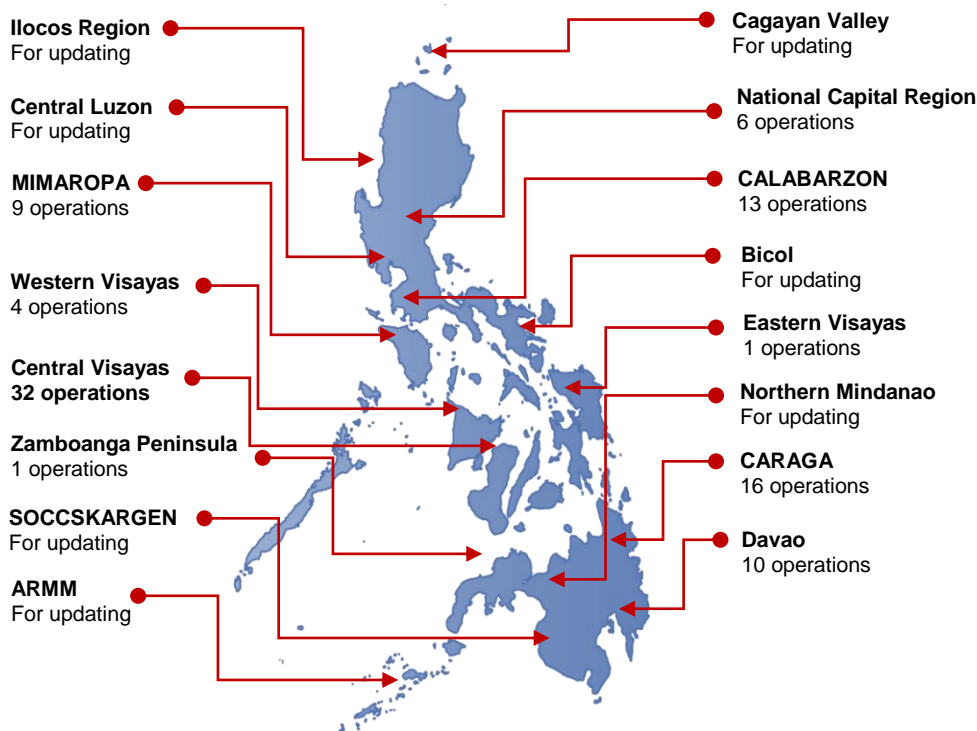 Ilocos Region
For updating
Central Luzon
For updating
MIMAROPA
9 operations
Western Visayas
4 operations
Central Visayas
32 operations
Zamboanga Peninsula
1 operations
SOCCSKARGEN
For updating
ARMM
For updating
Cagayan Valley
For updating
National Capital Region
6 operations
CALABARZON
13 operations
Bicol
For updating
Eastern Visayas
1 operations
Northern Mindanao
For updating
CARAGA
16 operations
Davao
10 operations